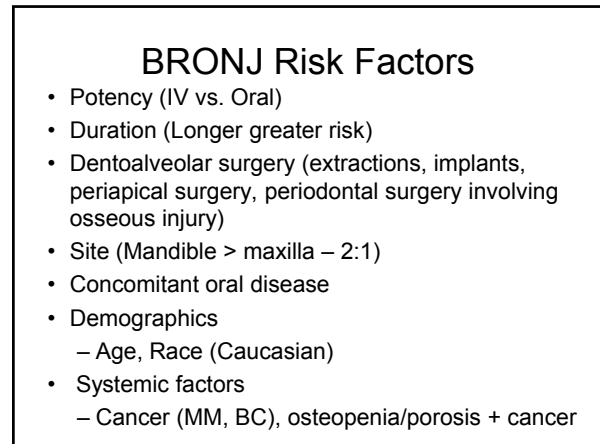 BRONJ Risk Factors
• Potency (IV vs. Oral)
• Duration (Longer greater risk)
• Dentoalveolar surgery (extractions, implants,
periapical surgery, periodontal surgery involving
osseous injury)
• Site (Mandible > maxilla – 2:1)
• Concomitant oral disease
• Demographics
– Age, Race (Caucasian)
• Systemic factors
– Cancer (MM, BC), osteopenia/porosis + cancer